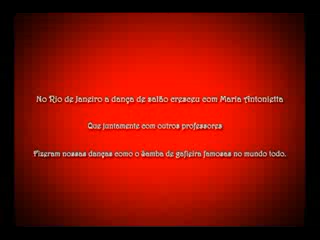 No Rio de Janeiro a dança de salão cresceu com Maria Antonietta
Que juntamente com outros professores
Fizeram nossas danças como o Samba de gafieira famosas no mundo todo.